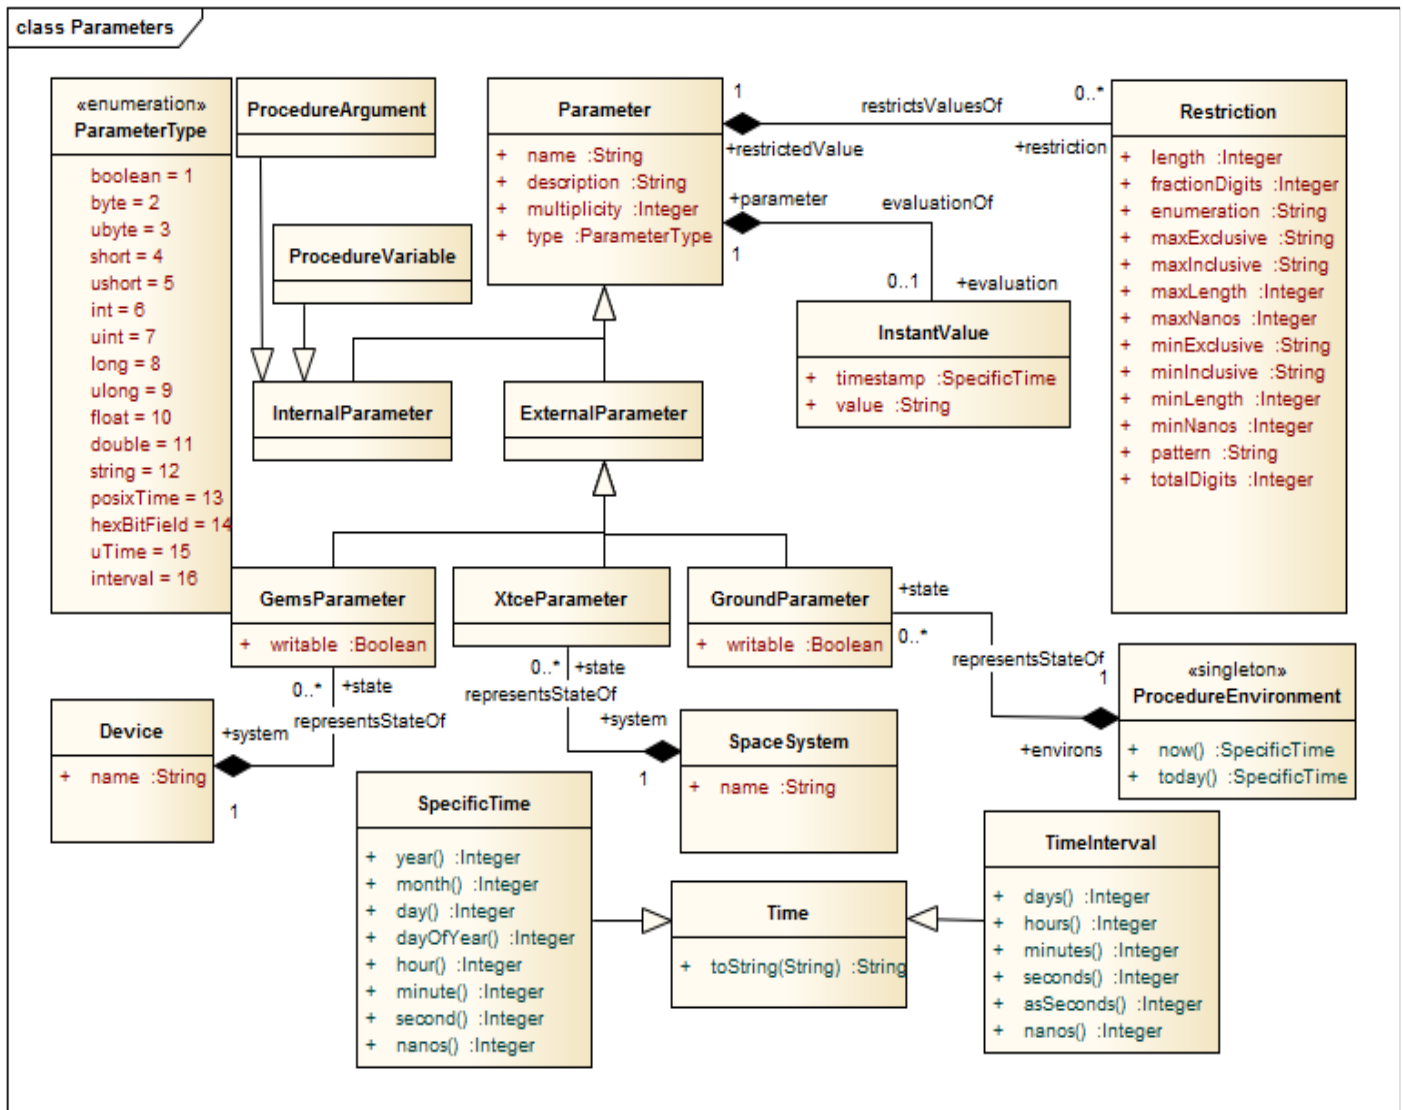 class Parameters
«enumeration»
ParameterType
boolean = 1
byte = 2
ubyte = 3
short = 4
ushort = 5
int = 6
uint = 7
long = 8
ulong = 9
float = 10
double = 11
string = 12
posixTime = 13
hexBitField = 14
uTime = 15
interval = 16
ProcedureArgument
ProcedureVariable
Parameter
+ name :String
+ description :String
+ multiplicity :Integer
+ type :ParameterType
1
restrictsValuesOf
0..*
+restrictedValue
+restriction
+parameter
evaluationOf
1
0..1
+evaluation
Restriction
+ length :Integer
+ fractionDigits :Integer
+ enumeration :String
+ maxExclusive :String
+ maxInclusive :String
+ maxLength :Integer
+ maxNanos :Integer
+ minExclusive :String
+ minInclusive :String
+ minLength :Integer
+ minNanos :Integer
+ pattern :String
+ totalDigits :Integer
InstantValue
+ timestamp :SpecificTime
+ value :String
InternalParameter
ExternalParameter
GemsParameter
+ writable :Boolean
XtceParameter
GroundParameter
+ writable :Boolean
+state
0..*
representsStateOf
1
+environs
«singleton»
ProcedureEnvironment
+ now() :SpecificTime
+ today() :SpecificTime
0..*
+state
representsStateOf
+system
1
Device
+ name :String
0..*
+state
representsStateOf
+system
1
SpaceSystem
+ name :String
SpecificTime
+ year() :Integer
+ month() :Integer
+ day() :Integer
+ dayOfYear() :Integer
+ hour() :Integer
+ minute() :Integer
+ second() :Integer
+ nanos() :Integer
Time
+ toString(String) :String
TimeInterval
+ days() :Integer
+ hours() :Integer
+ minutes() :Integer
+ seconds() :Integer
+ asSeconds() :Integer
+ nanos() :Integer